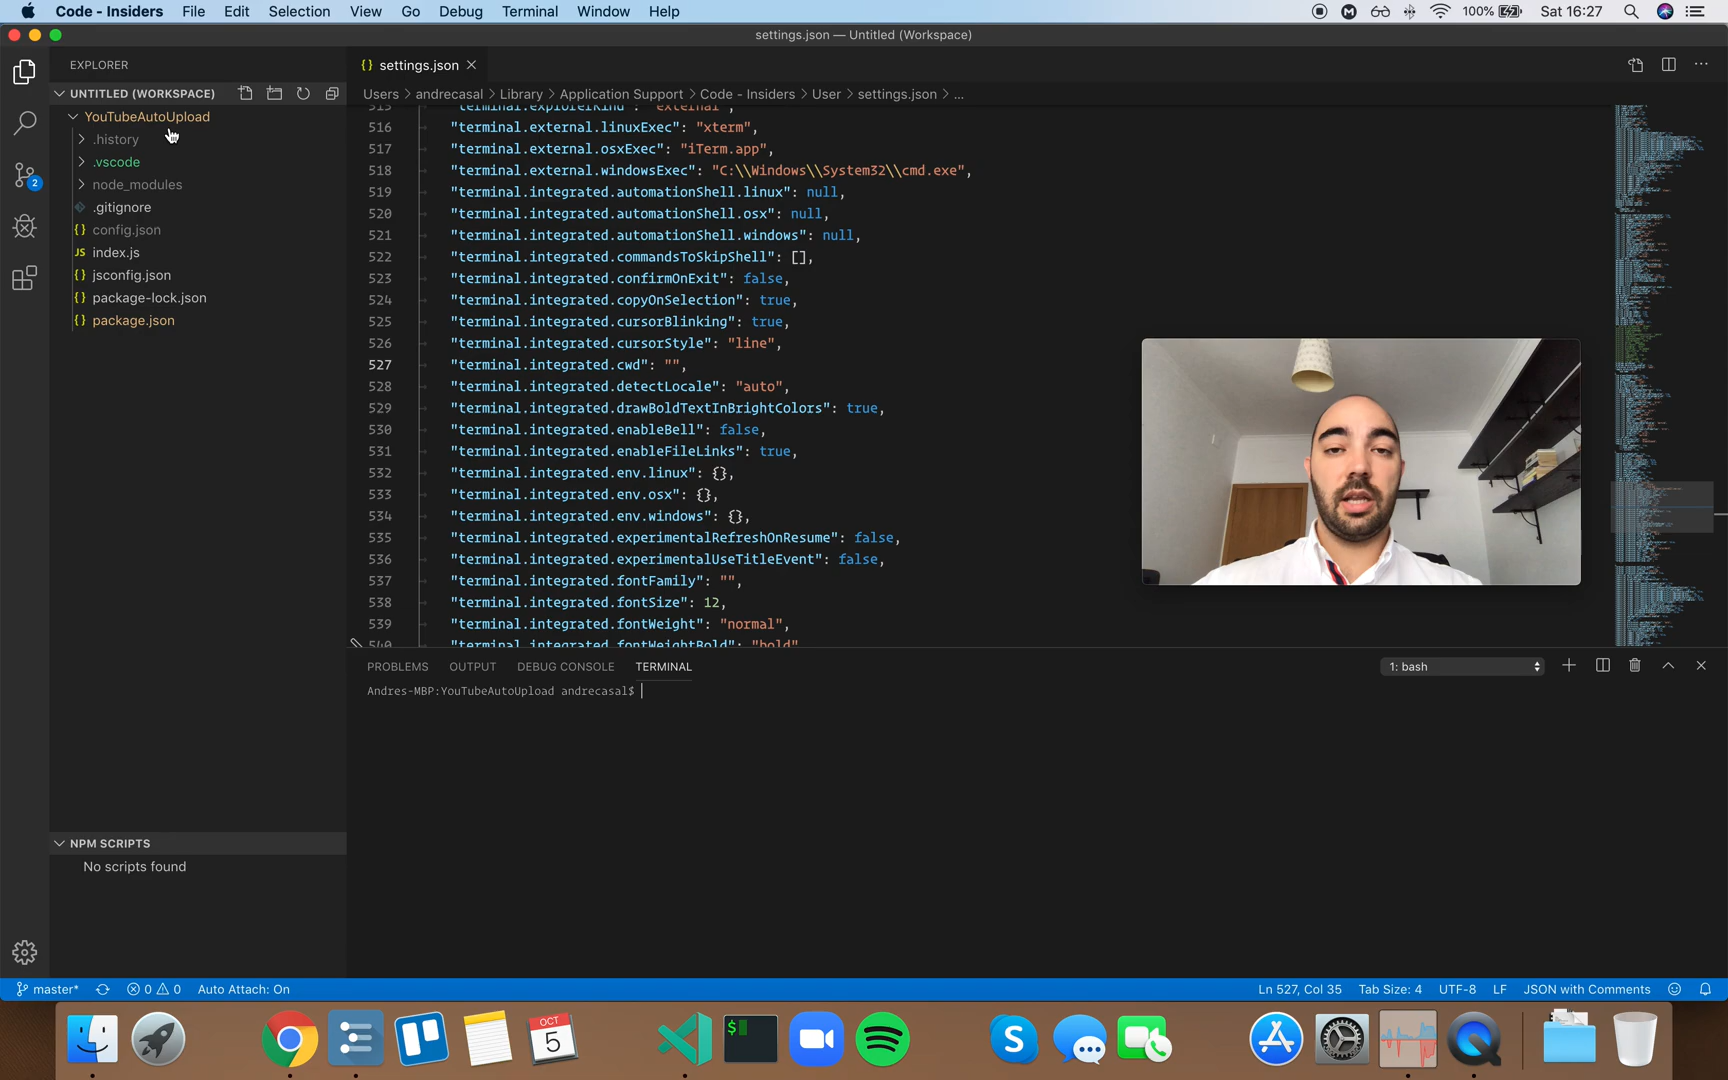 Code - Insiders File Edit Selection View Go Debug Terminal Window Help 100% Sat 16:27
settings.json — Untitled (Workspace)
EXPLORER
UNTITLED (WORKSPACE)
YouTubeAutoUpload
.history
.vscode
node_modules
.gitignore
config.json
JS index.js
jsconfig.json
package-lock.json
package.json
2
NPM SCRIPTS
No scripts found
{} settings.json
Users > andrecasal > Library > Application Support > Code - Insiders > User > settings.json > ...
515 "terminal.explorerKind": "external",
516 "terminal.external.linuxExec": "xterm",
517 "terminal.external.osxExec": "iTerm.app",
518 "terminal.external.windowsExec": "C:\\Windows\\System32\\cmd.exe",
519 "terminal.integrated.automationShell.linux": null,
520 "terminal.integrated.automationShell.osx": null,
521 "terminal.integrated.automationShell.windows": null,
522 "terminal.integrated.commandsToSkipShell": [],
523 "terminal.integrated.confirmOnExit": false,
524 "terminal.integrated.copyOnSelection": true,
525 "terminal.integrated.cursorBlinking": true,
526 "terminal.integrated.cursorStyle": "line",
527 "terminal.integrated.cwd": "",
528 "terminal.integrated.detectLocale": "auto",
529 "terminal.integrated.drawBoldTextInBrightColors": true,
530 "terminal.integrated.enableBell": false,
531 "terminal.integrated.enableFileLinks": true,
532 "terminal.integrated.env.linux": {},
533 "terminal.integrated.env.osx": {},
534 "terminal.integrated.env.windows": {},
535 "terminal.integrated.experimentalRefreshOnResume": false,
536 "terminal.integrated.experimentalUseTitleEvent": false,
537 "terminal.integrated.fontFamily": "",
538 "terminal.integrated.fontSize": 12,
539 "terminal.integrated.fontWeight": "normal",
540 "terminal.integrated.fontWeightBold": "bold"
PROBLEMS OUTPUT DEBUG CONSOLE TERMINAL 1: bash
Andres-MBP:YouTubeAutoUpload andrecasal$
master* 0 0 Auto Attach: On Ln 527, Col 35 Tab Size: 4 UTF-8 LF JSON with Comments
OCT
5
$